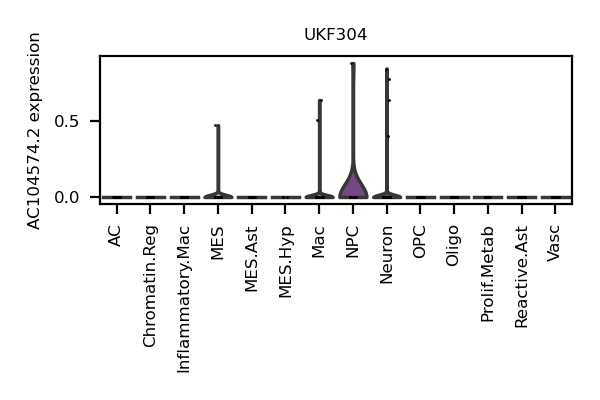 UKF304
AC104574.2 expression
0.5
0.0
AC
Chromatin.Reg
Inflammatory.Mac
MES
MES.Ast
MES.Hyp
Mac
NPC
Neuron
OPC
Oligo
Prolif.Metab
Reactive.Ast
Vasc